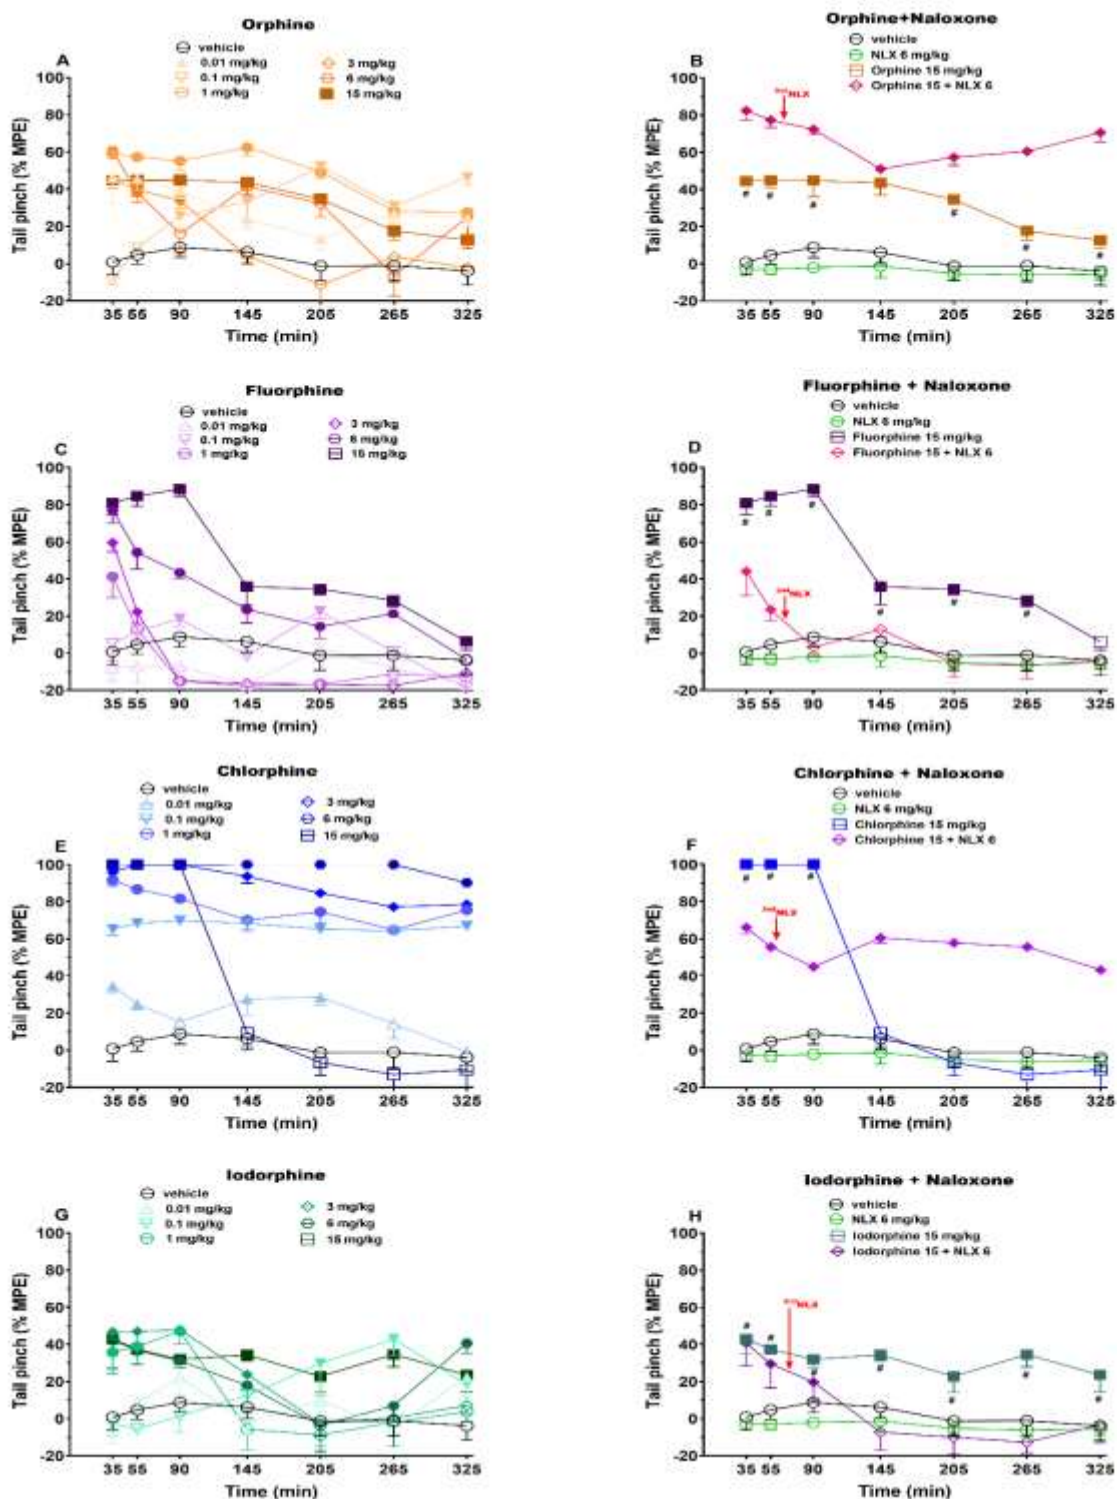 Orphine
vehicle
0.01 mg/kg
0.1 mg/kg
1 mg/kg
3 mg/kg
6 mg/kg
15 mg/kg
A
Tail pinch (% MPE)
100
80
60
40
20
0
-20
35 55 90 145 205 265 325
Time (min)
Orphine+Naloxone
vehicle
NLX 6 mg/kg
Orphine 15 mg/kg
Orphine 15 + NLX 6
B
Tail pinch (% MPE)
100
80
60
40
20
0
-20
NLX
# # # # # #
35 55 90 145 205 265 325
Time (min)
Fluorphine
vehicle
0.01 mg/kg
0.1 mg/kg
1 mg/kg
3 mg/kg
6 mg/kg
15 mg/kg
C
Tail pinch (% MPE)
100
80
60
40
20
0
-20
35 55 90 145 205 265 325
Time (min)
Fluorphine + Naloxone
vehicle
NLX 6 mg/kg
Fluorphine 15 mg/kg
Fluorphine 15 + NLX 6
D
Tail pinch (% MPE)
100
80
60
40
20
0
-20
NLX
# # # # # #
35 55 90 145 205 265 325
Time (min)
Chlorphine
vehicle
0.01 mg/kg
0.1 mg/kg
1 mg/kg
3 mg/kg
6 mg/kg
15 mg/kg
E
Tail pinch (% MPE)
100
80
60
40
20
0
-20
35 55 90 145 205 265 325
Time (min)
Chlorphine + Naloxone
vehicle
NLX 6 mg/kg
Chlorphine 15 mg/kg
Chlorphine 15 + NLX 6
F
Tail pinch (% MPE)
100
80
60
40
20
0
-20
NLX
# # #
35 55 90 145 205 265 325
Time (min)
Iodorphine
vehicle
0.01 mg/kg
0.1 mg/kg
1 mg/kg
3 mg/kg
6 mg/kg
15 mg/kg
G
Tail pinch (% MPE)
100
80
60
40
20
0
-20
35 55 90 145 205 265 325
Time (min)
Iodorphine + Naloxone
vehicle
NLX 6 mg/kg
Iodorphine 15 mg/kg
Iodorphine 15 + NLX 6
H
Tail pinch (% MPE)
100
80
60
40
20
0
-20
NLX
# # # # # # #
35 55 90 145 205 265 325
Time (min)